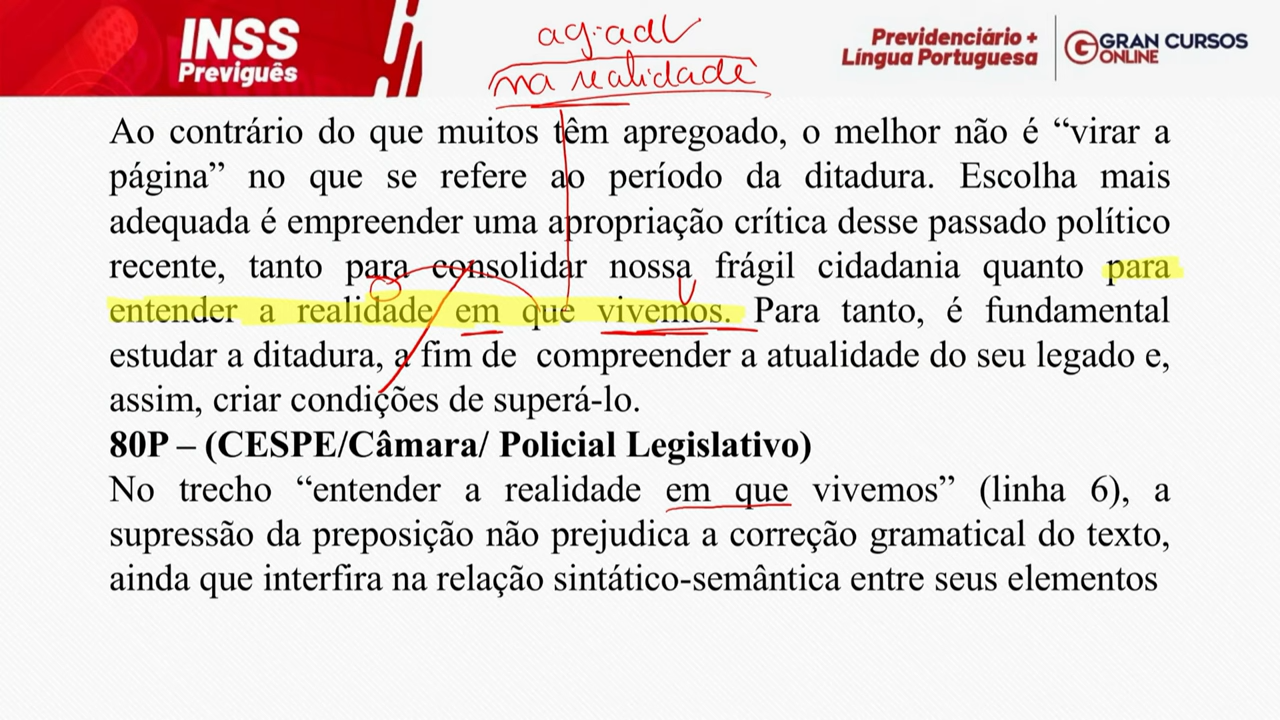 INSS
Previguês
ag. adv
na realidade
Previdenciário +
Língua Portuguesa
GRAN CURSOS
ONLINE
Ao contrário do que muitos têm apregoado, o melhor não é “virar a
página” no que se refere ao período da ditadura. Escolha mais
adequada é empreender uma apropriação crítica desse passado político
recente, tanto para consolidar nossa frágil cidadania quanto para
entender a realidade em que vivemos. Para tanto, é fundamental
estudar a ditadura, a fim de compreender a atualidade do seu legado e,
assim, criar condições de superá-lo.
80P – (CESPE/Câmara/ Policial Legislativo)
No trecho “entender a realidade em que vivemos” (linha 6), a
supressão da preposição não prejudica a correção gramatical do texto,
ainda que interfira na relação sintático-semântica entre seus elementos